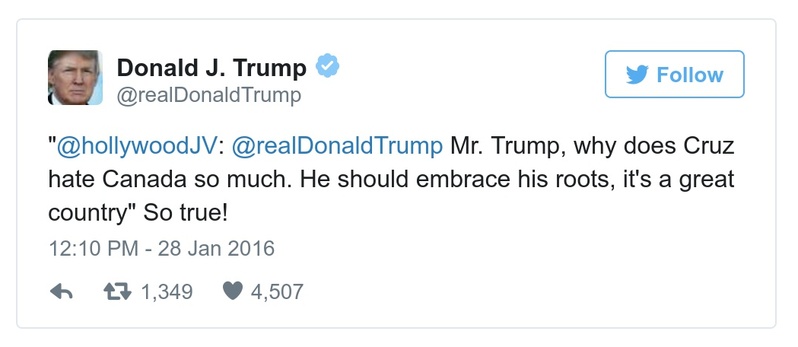 Donald J. Trump
@realDonaldTrump
Follow
"@hollywoodJV: @realDonaldTrump Mr. Trump, why does Cruz
hate Canada so much. He should embrace his roots, it's a great
country" So true!
12:10 PM - 28 Jan 2016
1,349 4,507